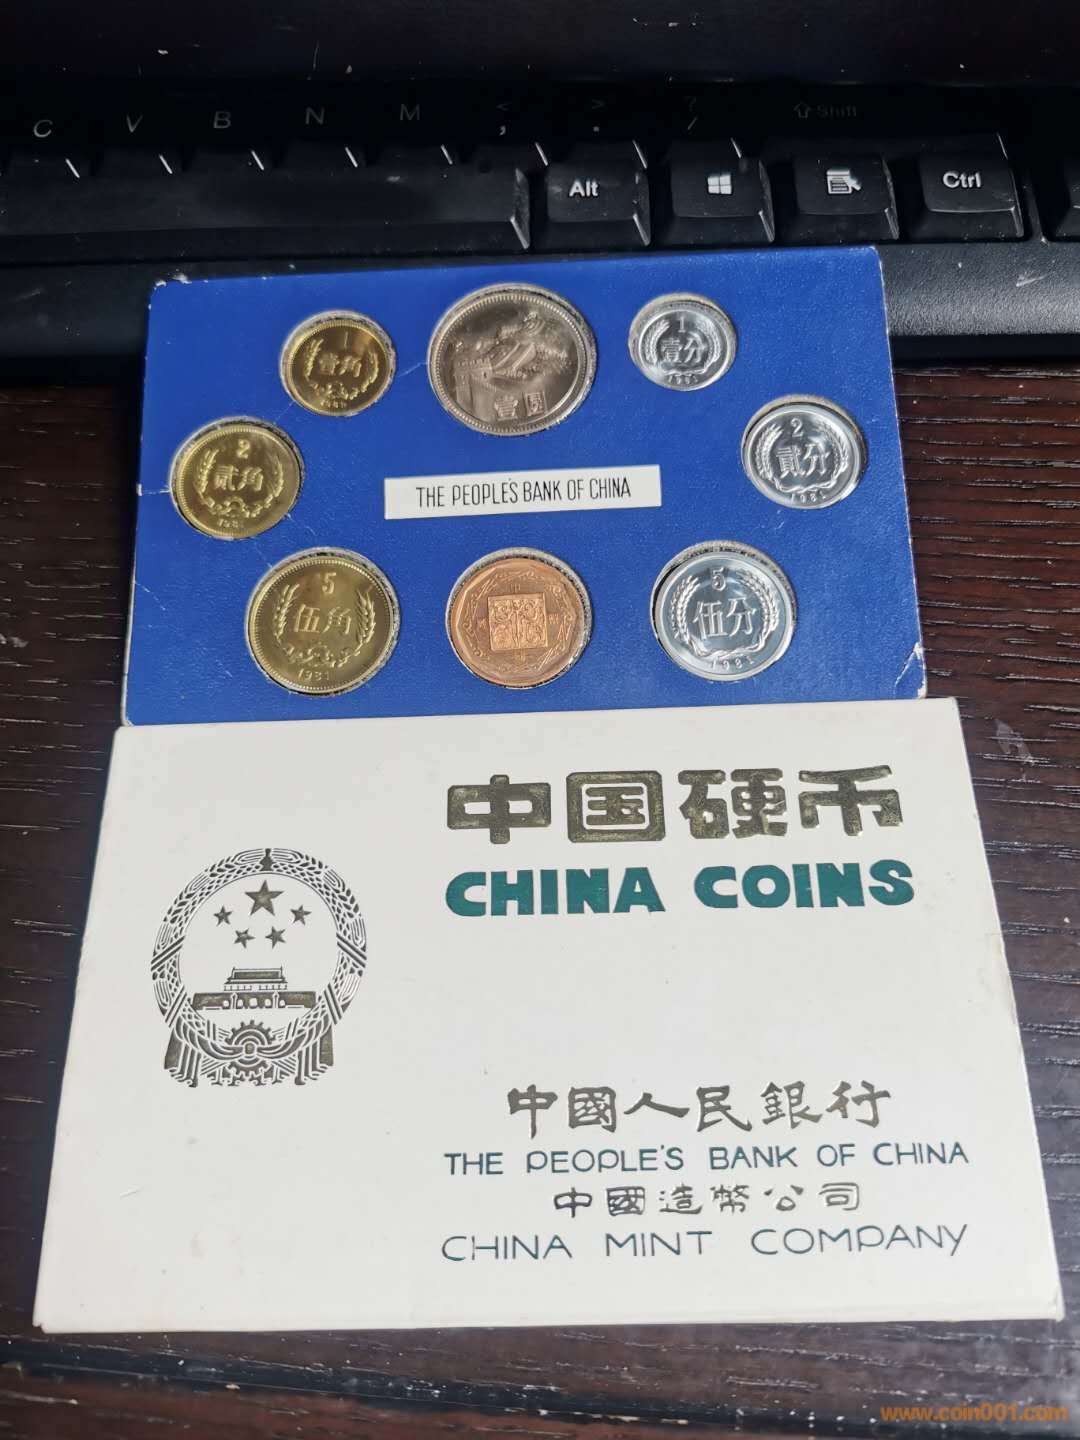 C V B N M < , > . ? / Shift
Alt Ctrl
1
壹角
壹圆
1
壹分
1981
2
贰角
1981
2
贰分
1981
THE PEOPLE'S BANK OF CHINA
5
伍角
1981
5
伍分
1981
中国硬币
CHINA COINS
中國人民銀行
THE PEOPLE'S BANK OF CHINA
中國造幣公司
CHINA MINT COMPANY
www.coin001.com